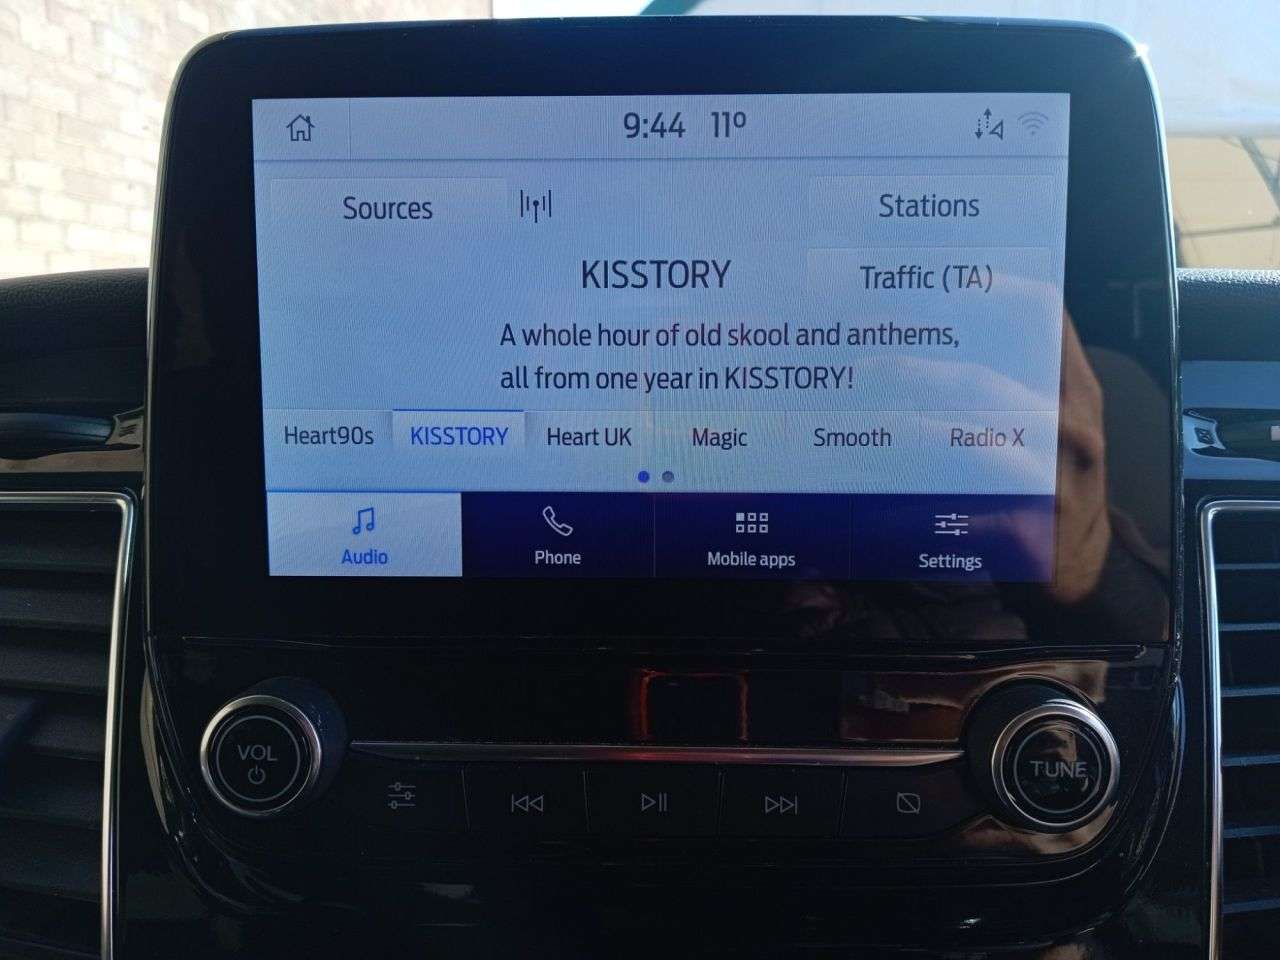 9:44 11º
Sources
Stations
KISSTORY
Traffic (TA)
A whole hour of old skool and anthems,
all from one year in KISSTORY!
Heart90s KISSTORY Heart UK Magic Smooth Radio X
Audio Phone Mobile apps Settings
VOL
TUNE